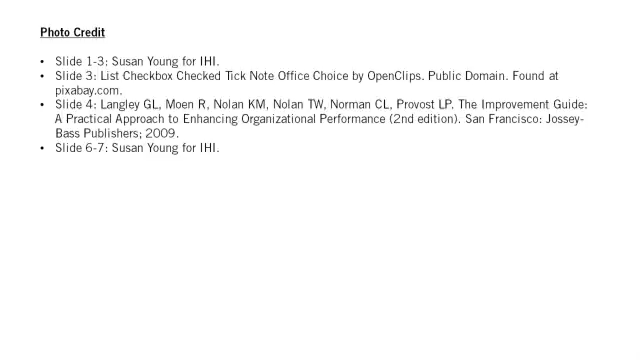 Photo Credit
• Slide 1-3: Susan Young for IHI.
• Slide 3: List Checkbox Checked Tick Note Office Choice by OpenClips. Public Domain. Found at
pixabay.com.
• Slide 4: Langley GL, Moen R, Nolan KM, Nolan TW, Norman CL, Provost LP. The Improvement Guide:
A Practical Approach to Enhancing Organizational Performance (2nd edition). San Francisco: Jossey-
Bass Publishers; 2009.
• Slide 6-7: Susan Young for IHI.